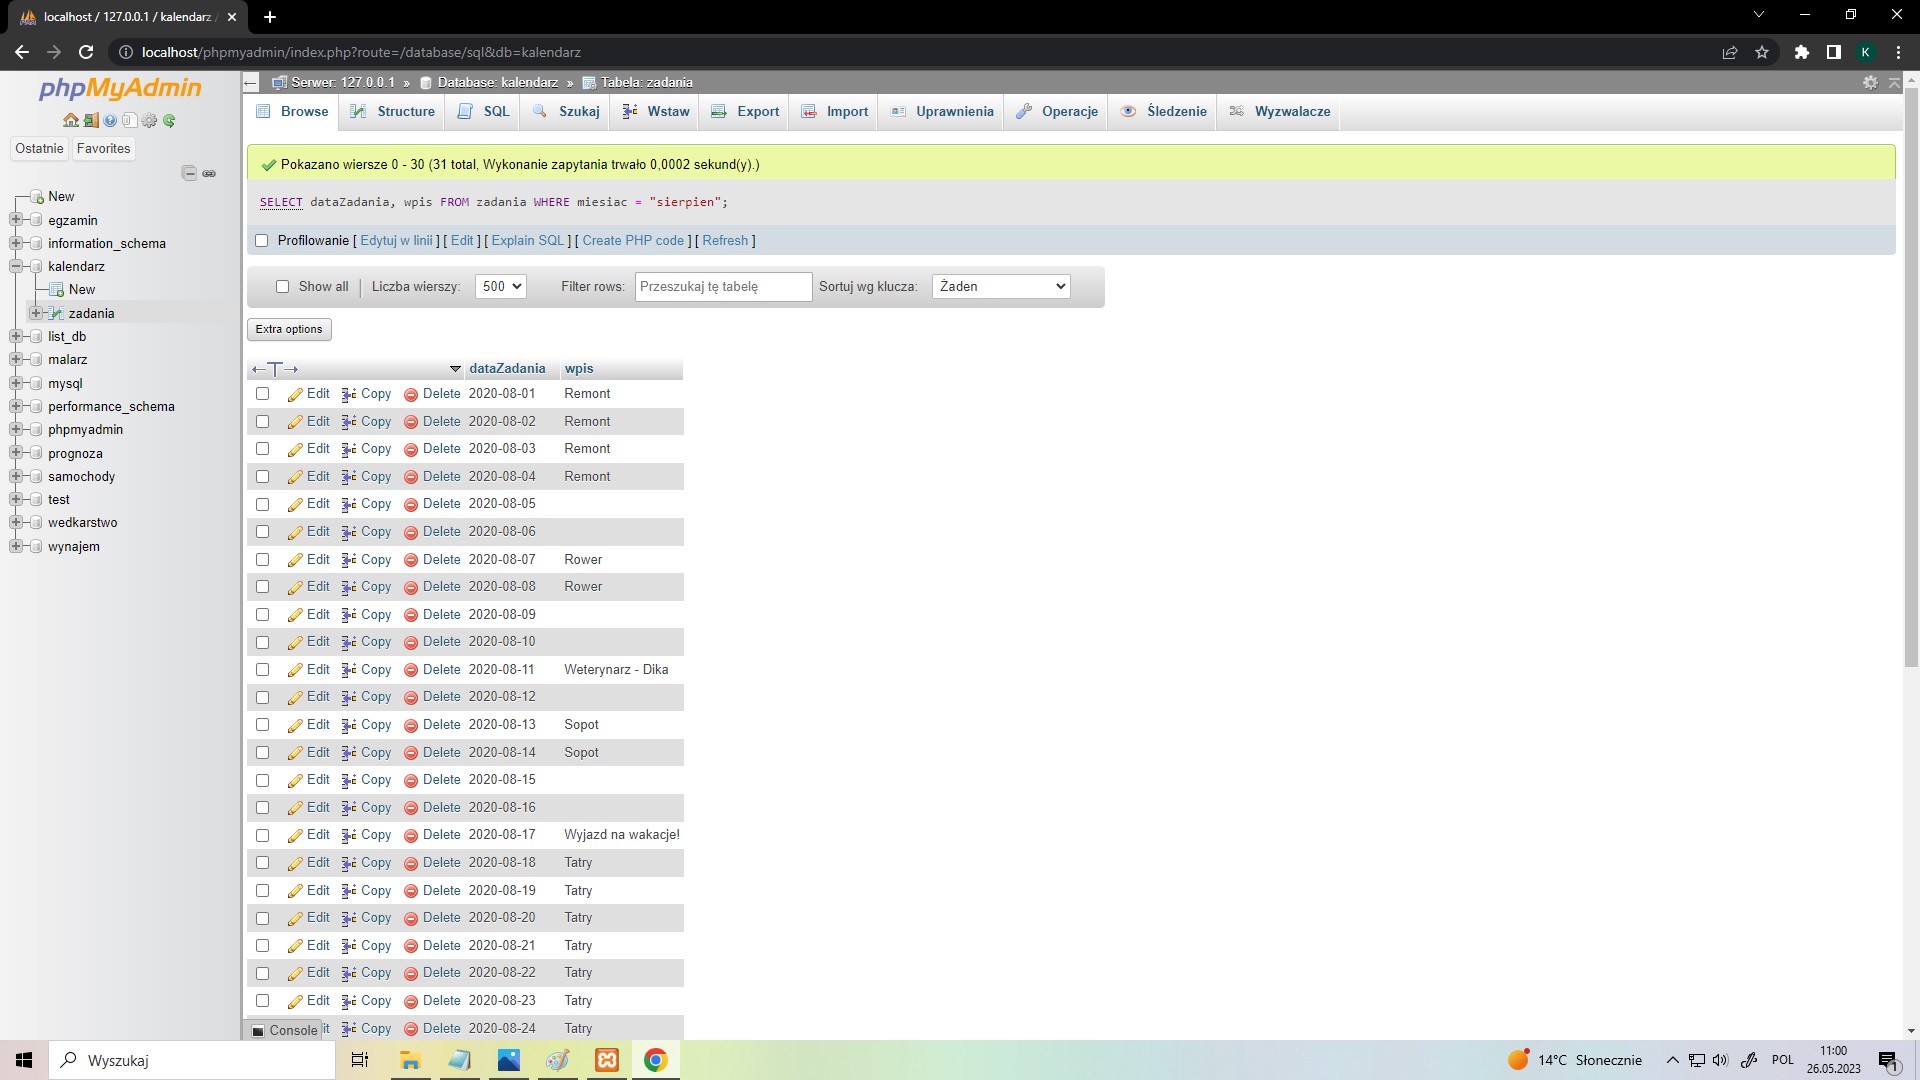 localhost / 127.0.0.1 / kalendarz
localhost/phpmyadmin/index.php?route=/database/sql&db=kalendarz
K
phpMyAdmin
Ostatnie Favorites
New
egzamin
information_schema
kalendarz
New
zadania
list_db
malarz
mysql
performance_schema
phpmyadmin
prognoza
samochody
test
wedkarstwo
wynajem
Serwer: 127.0.0.1 » Database: kalendarz » Tabela: zadania
Browse Structure SQL Szukaj Wstaw Export Import Uprawnienia Operacje Śledzenie Wyzwalacze
Pokazano wiersze 0 - 30 (31 total, Wykonanie zapytania trwało 0,0002 sekund(y).)
SELECT dataZadania, wpis FROM zadania WHERE miesiac = "sierpien";
Profilowanie [ Edytuj w linii ] [ Edit ] [ Explain SQL ] [ Create PHP code ] [ Refresh ]
Show all | Liczba wierszy: 500 Filter rows: Przeszukaj tę tabelę Sortuj wg klucza: Żaden
Extra options
←T→ dataZadania wpis
Edit Copy Delete 2020-08-01 Remont
Edit Copy Delete 2020-08-02 Remont
Edit Copy Delete 2020-08-03 Remont
Edit Copy Delete 2020-08-04 Remont
Edit Copy Delete 2020-08-05
Edit Copy Delete 2020-08-06
Edit Copy Delete 2020-08-07 Rower
Edit Copy Delete 2020-08-08 Rower
Edit Copy Delete 2020-08-09
Edit Copy Delete 2020-08-10
Edit Copy Delete 2020-08-11 Weterynarz - Dika
Edit Copy Delete 2020-08-12
Edit Copy Delete 2020-08-13 Sopot
Edit Copy Delete 2020-08-14 Sopot
Edit Copy Delete 2020-08-15
Edit Copy Delete 2020-08-16
Edit Copy Delete 2020-08-17 Wyjazd na wakacje!
Edit Copy Delete 2020-08-18 Tatry
Edit Copy Delete 2020-08-19 Tatry
Edit Copy Delete 2020-08-20 Tatry
Edit Copy Delete 2020-08-21 Tatry
Edit Copy Delete 2020-08-22 Tatry
Edit Copy Delete 2020-08-23 Tatry
Console it Copy Delete 2020-08-24 Tatry
Wyszukaj
14°C Słonecznie
POL
11:00
26.05.2023
1